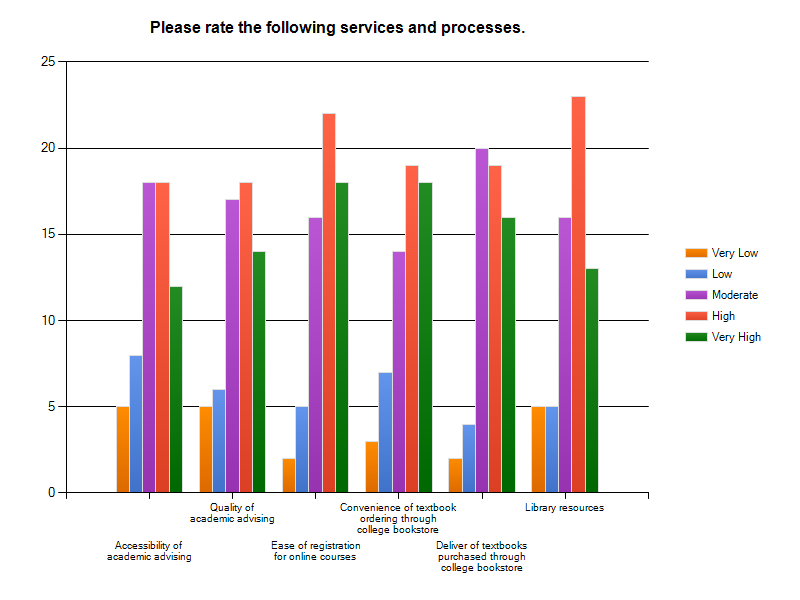 Please rate the following services and processes.
25
20
15
10
5
0
Very Low
Low
Moderate
High
Very High
Accessibility of
academic advising
Quality of
academic advising
Ease of registration
for online courses
Convenience of textbook
ordering through
college bookstore
Deliver of textbooks
purchased through
college bookstore
Library resources